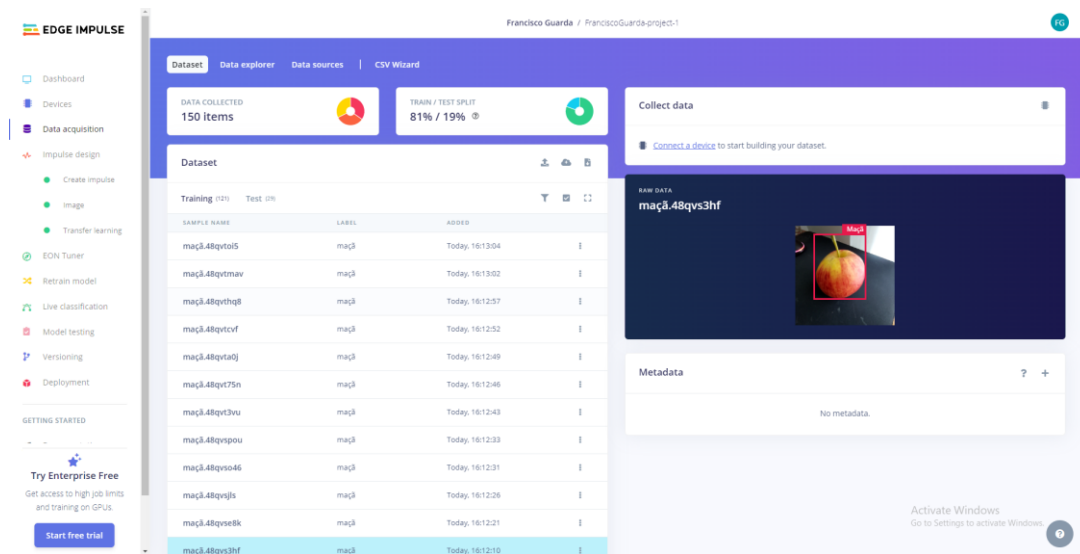 EDGE IMPULSE
Francisco Guarda / FranciscoGuarda-project-1
FG
Dashboard
Devices
Data acquisition
Impulse design
Create impulse
Image
Transfer learning
EON Tuner
Retrain model
Live classification
Model testing
Versioning
Deployment
GETTING STARTED
Try Enterprise Free
Get access to high job limits
and training on GPUs.
Start free trial
Dataset Data explorer Data sources | CSV Wizard
DATA COLLECTED
150 items
TRAIN / TEST SPLIT
81% / 19%
Dataset
Training (121) Test (29)
SAMPLE NAME LABEL ADDED
maçã.48qvtoi5 maçã Today, 16:13:04
maçã.48qvtmav maçã Today, 16:13:02
maçã.48qvthq8 maçã Today, 16:12:57
maçã.48qvtcvf maçã Today, 16:12:52
maçã.48qvta0j maçã Today, 16:12:49
maçã.48qvt75n maçã Today, 16:12:46
maçã.48qvt3vu maçã Today, 16:12:43
maçã.48qvspou maçã Today, 16:12:33
maçã.48qvso46 maçã Today, 16:12:31
maçã.48qvsjls maçã Today, 16:12:26
maçã.48qvse8k maçã Today, 16:12:21
maçã.48qvs3hf maçã Today, 16:12:10
Collect data
Connect a device to start building your dataset.
RAW DATA
maçã.48qvs3hf
Maçã
Metadata
? +
No metadata.
Activate Windows
Go to Settings to activate Windows.
?